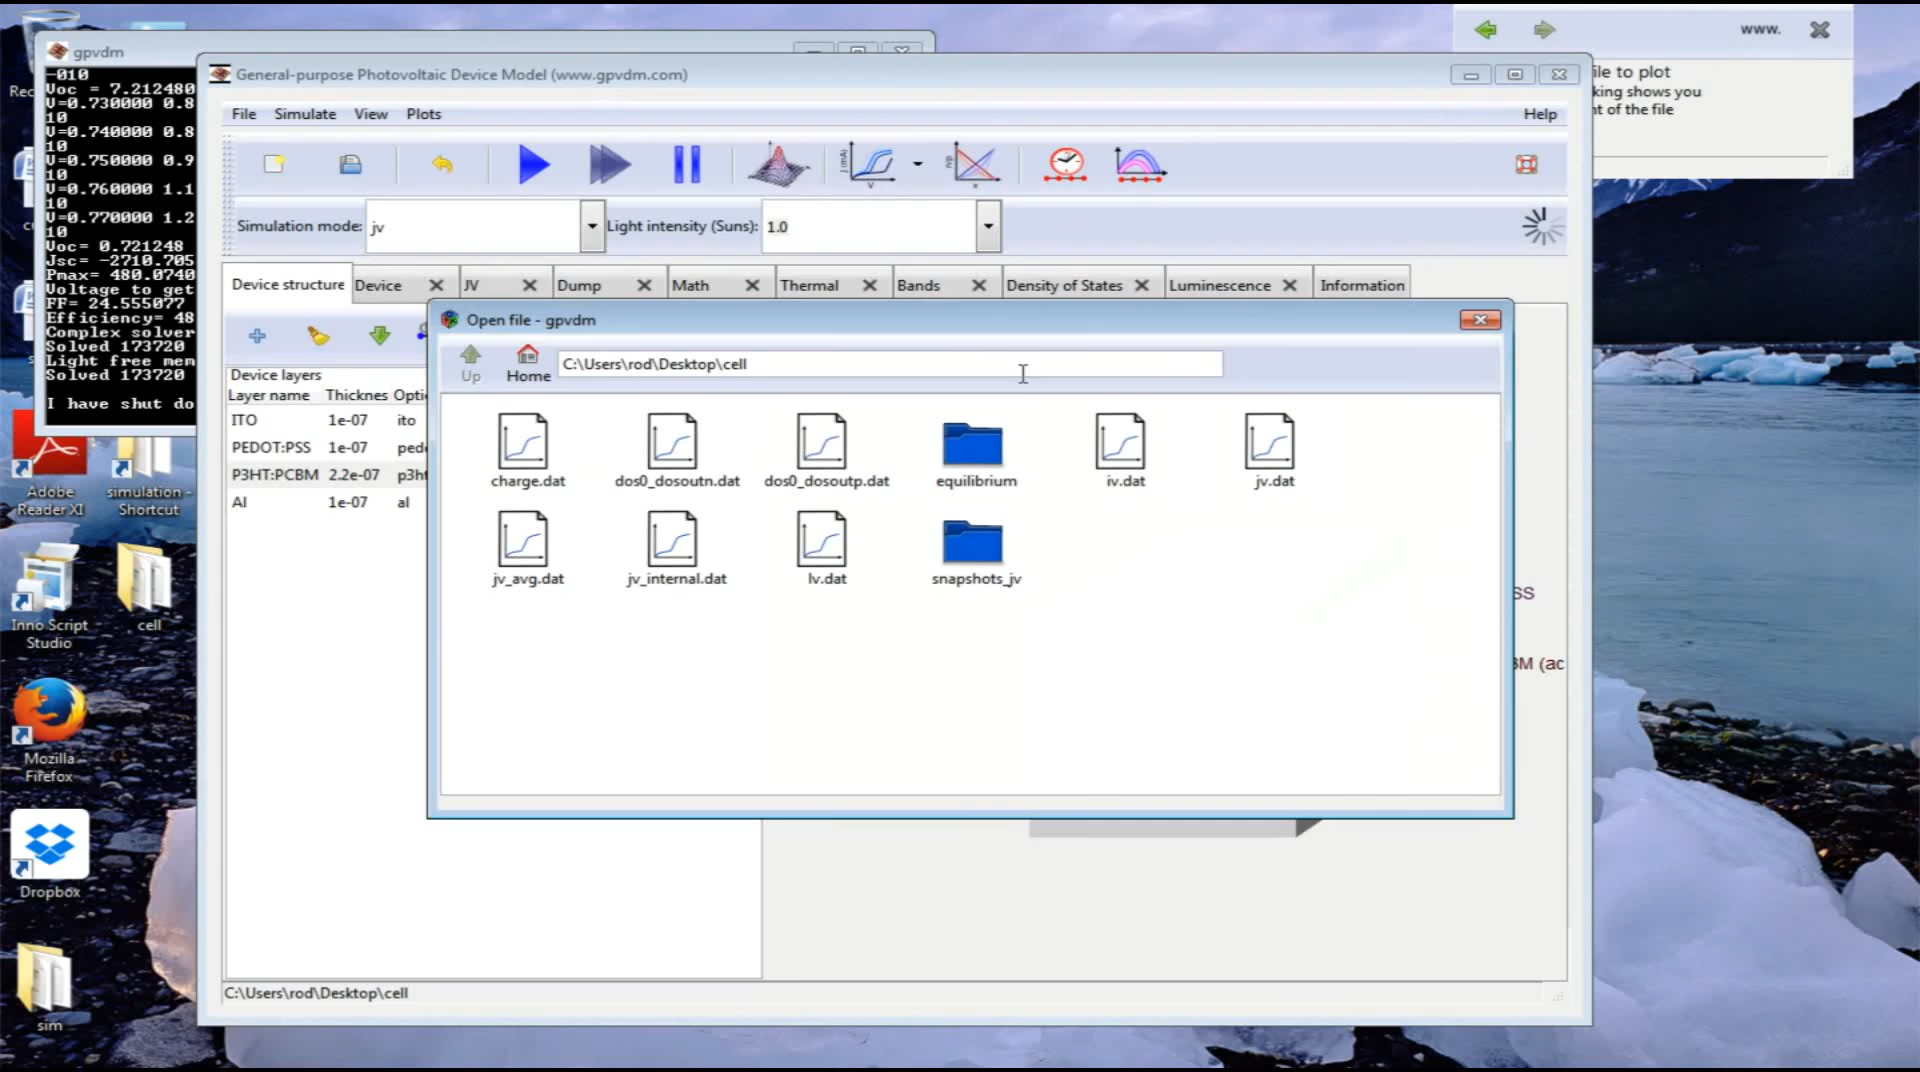 gpvdm
-010
Voc = 7.212480
V=0.730000 0.8
10
V=0.740000 0.8
10
V=0.750000 0.9
10
V=0.760000 1.1
10
V=0.770000 1.2
10
Voc= 0.721248
Jsc= -2710.705
Pmax= 480.0740
Voltage to get
FF= 24.555077
Efficiency= 48
Complex solver
Solved 173720
Light free mem
Solved 173720
I have shut do
General-purpose Photovoltaic Device Model (www.gpvdm.com)
File Simulate View Plots Help
Simulation mode: jv Light intensity (Suns): 1.0
Device structure Device JV Dump Math Thermal Bands Density of States Luminescence Information
Device layers
Layer name Thicknes Opti
ITO 1e-07 ito
PEDOT:PSS 1e-07 pedo
P3HT:PCBM 2.2e-07 p3ht
Al 1e-07 al
C:\Users\rod\Desktop\cell
Open file - gpvdm
Up Home C:\Users\rod\Desktop\cell
charge.dat dos0_dosoutn.dat dos0_dosoutp.dat equilibrium iv.dat jv.dat
jv_avg.dat jv_internal.dat lv.dat snapshots_jv
SS
BM (ac
www.
ile to plot
king shows you
nt of the file
Rec
Adobe
Reader XI
simulation -
Shortcut
Inno Script
Studio
cell
Mozilla
Firefox
Dropbox
sim